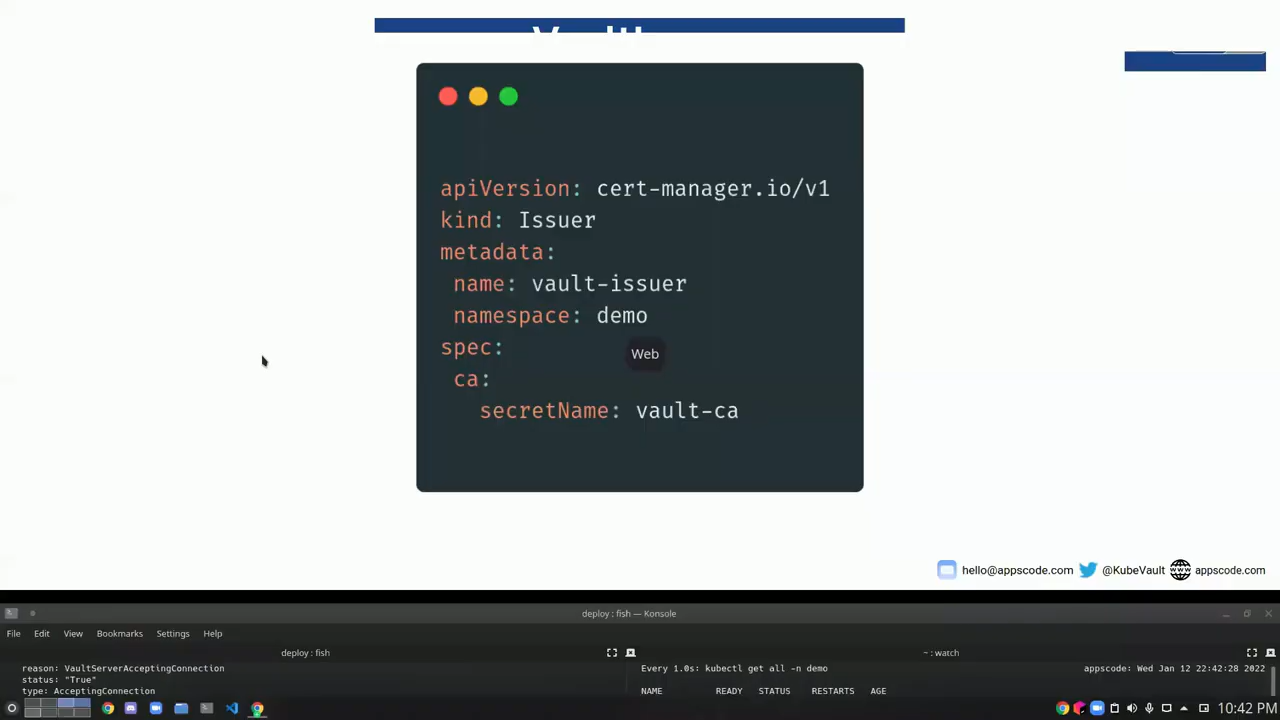 apiVersion: cert-manager.io/v1
kind: Issuer
metadata:
name: vault-issuer
namespace: demo
spec:
Web
ca:
secretName: vault-ca
hello@appscode.com @KubeVault appscode.com
deploy : fish — Konsole
File Edit View Bookmarks Settings Help
deploy : fish
~ : watch
reason: VaultServerAcceptingConnection
status: "True"
type: AcceptingConnection
Every 1.0s: kubectl get all -n demo
appscode: Wed Jan 12 22:42:28 2022
NAME READY STATUS RESTARTS AGE
10:42 PM